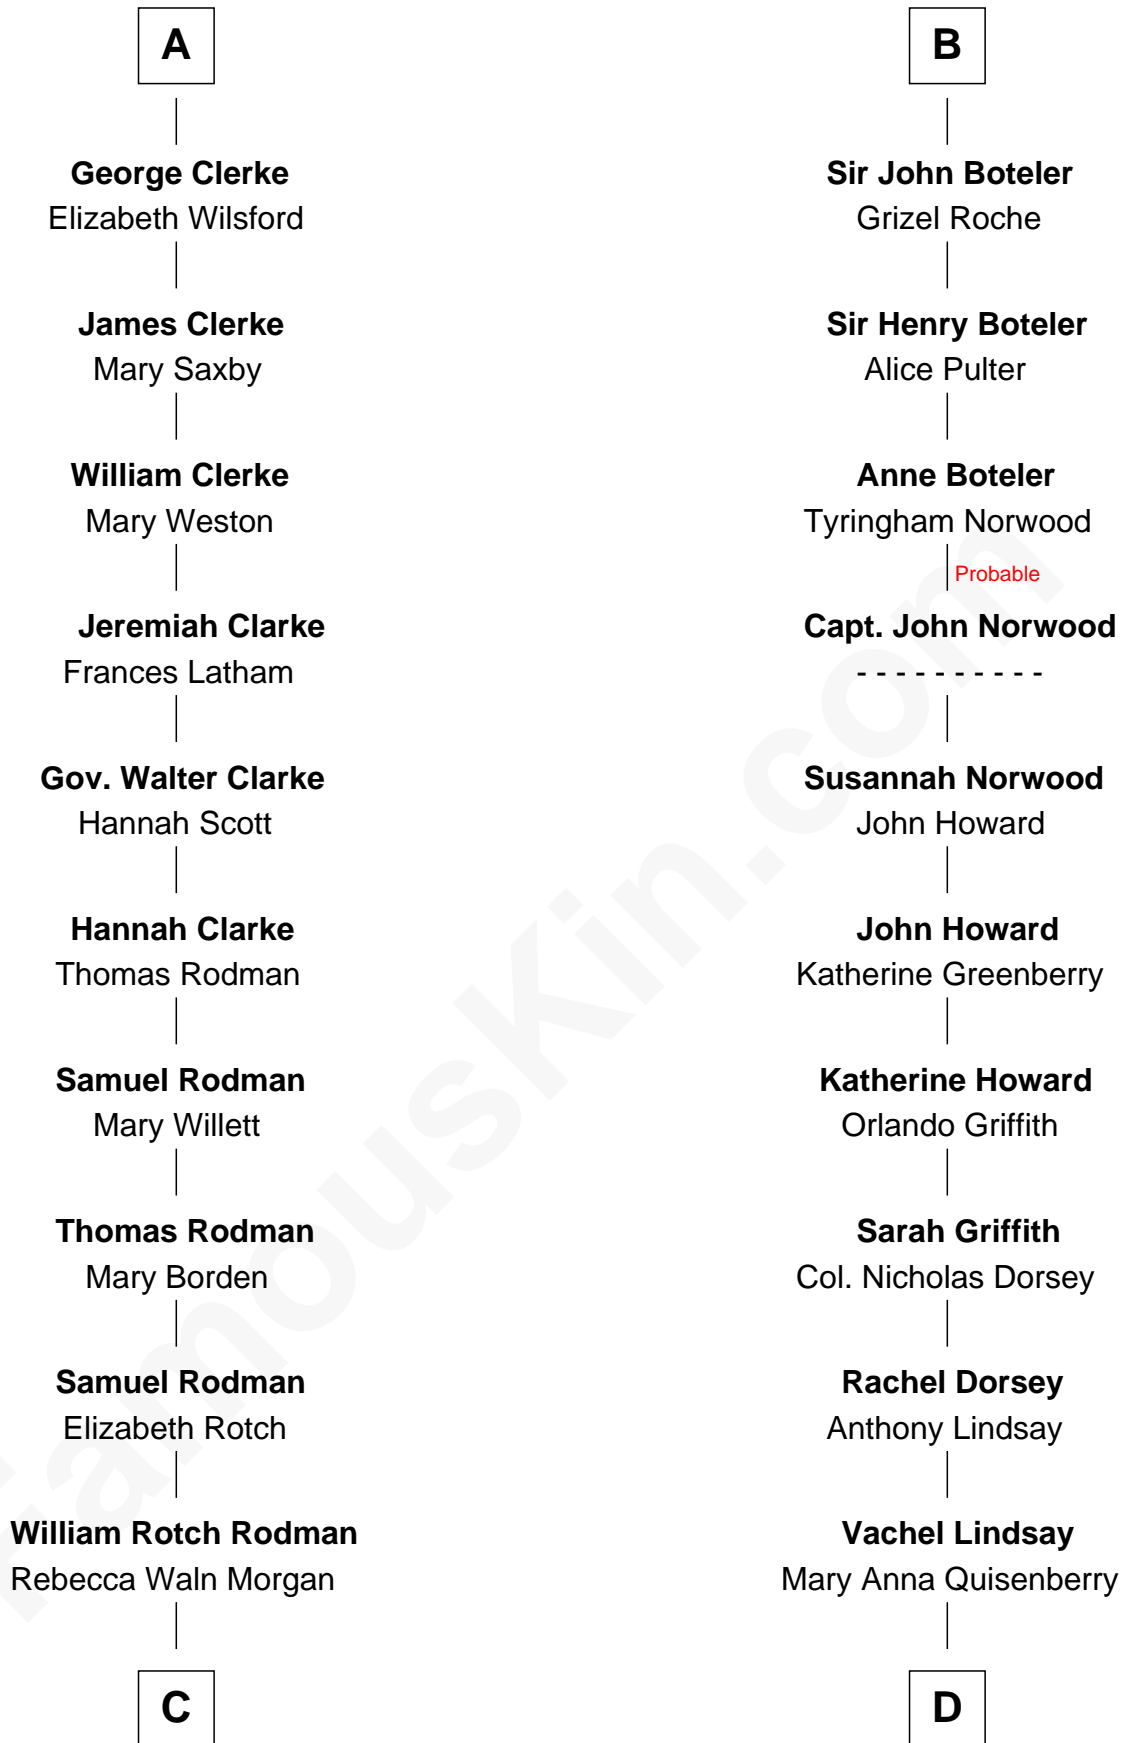 A
George Clerke
Elizabeth Wilsford
James Clerke
Mary Saxby
William Clerke
Mary Weston
Jeremiah Clarke
Frances Latham
Gov. Walter Clarke
Hannah Scott
Hannah Clarke
Thomas Rodman
Samuel Rodman
Mary Willett
Thomas Rodman
Mary Borden
Samuel Rodman
Elizabeth Rotch
William Rotch Rodman
Rebecca Waln Morgan
C
B
Sir John Boteler
Grizel Roche
Sir Henry Boteler
Alice Pulter
Anne Boteler
Tyringham Norwood
Probable
Capt. John Norwood
- - - - - - - - - -
Susannah Norwood
John Howard
John Howard
Katherine Greenberry
Katherine Howard
Orlando Griffith
Sarah Griffith
Col. Nicholas Dorsey
Rachel Dorsey
Anthony Lindsay
Vachel Lindsay
Mary Anna Quisenberry
D
FamousKin.com